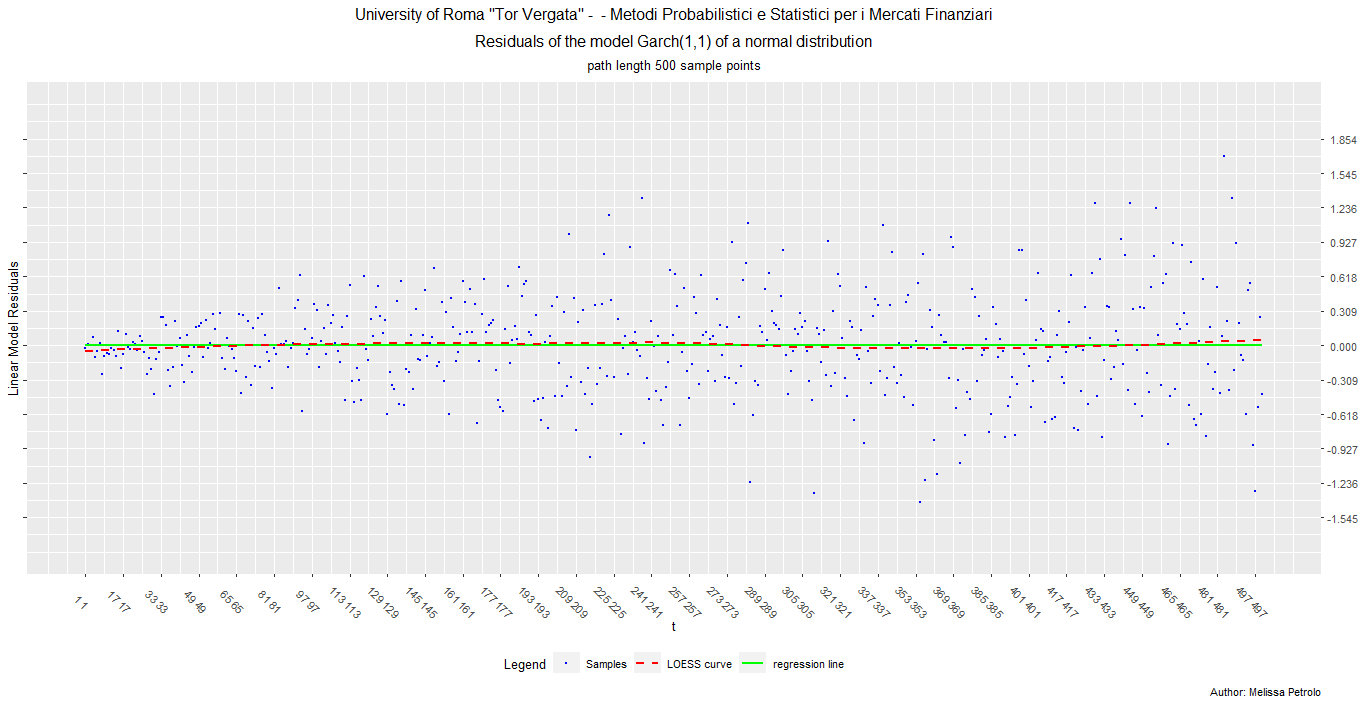 University of Roma "Tor Vergata" -  - Metodi Probabilistici e Statistici per i Mercati Finanziari
Residuals of the model Garch(1,1) of a normal distribution
path length 500 sample points
Linear Model Residuals
1.854
1.545
1.236
0.927
0.618
0.309
0.000
-0.309
-0.618
-0.927
-1.236
-1.545
1 1 17 17 33 33 49 49 65 65 81 81 97 97 113 113 129 129 145 145 161 161 177 177 193 193 209 209 225 225 241 241 257 257 273 273 289 289 305 305 321 321 337 337 353 353 369 369 385 385 401 401 417 417 433 433 449 449 465 465 481 481 497 497
t
Legend Samples LOESS curve regression line
Author: Melissa Petrolo